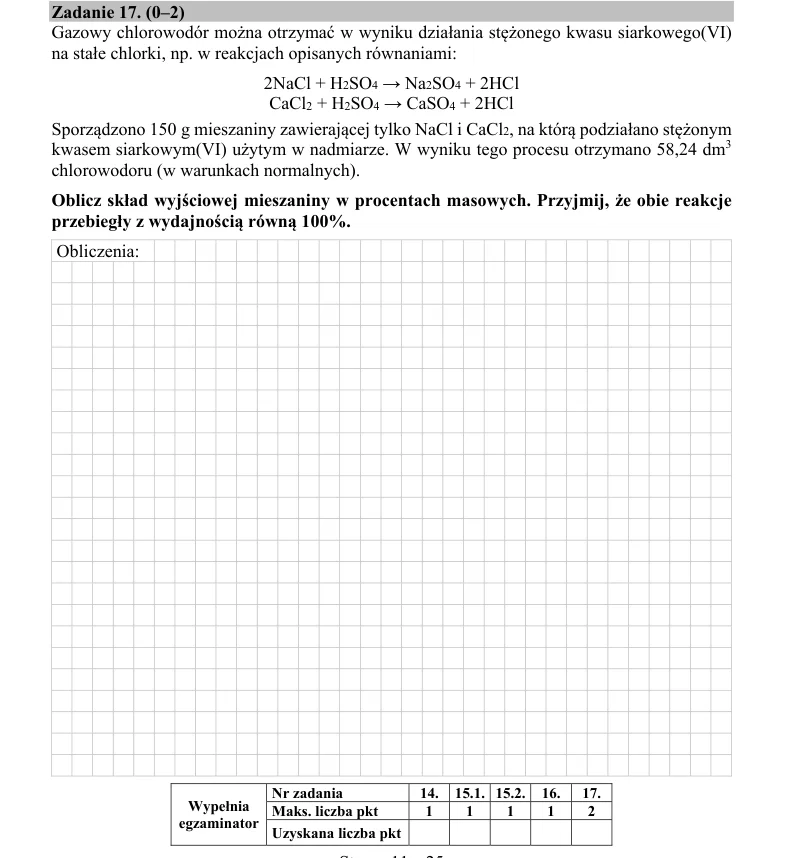 Zadanie 17. (0–2)
Gazowy chlorowodór można otrzymać w wyniku działania stężonego kwasu siarkowego(VI)
na stałe chlorki, np. w reakcjach opisanych równaniami:
2NaCl + H2SO4 → Na2SO4 + 2HCl
CaCl2 + H2SO4 → CaSO4 + 2HCl
Sporządzono 150 g mieszaniny zawierającej tylko NaCl i CaCl2, na którą podziałano stężonym
kwasem siarkowym(VI) użytym w nadmiarze. W wyniku tego procesu otrzymano 58,24 dm³
chlorowodoru (w warunkach normalnych).
Oblicz skład wyjściowej mieszaniny w procentach masowych. Przyjmij, że obie reakcje
przebiegły z wydajnością równą 100%.
Obliczenia:
Wypełnia egzaminator
Nr zadania 14. 15.1. 15.2. 16. 17.
Maks. liczba pkt 1 1 1 1 2
Uzyskana liczba pkt